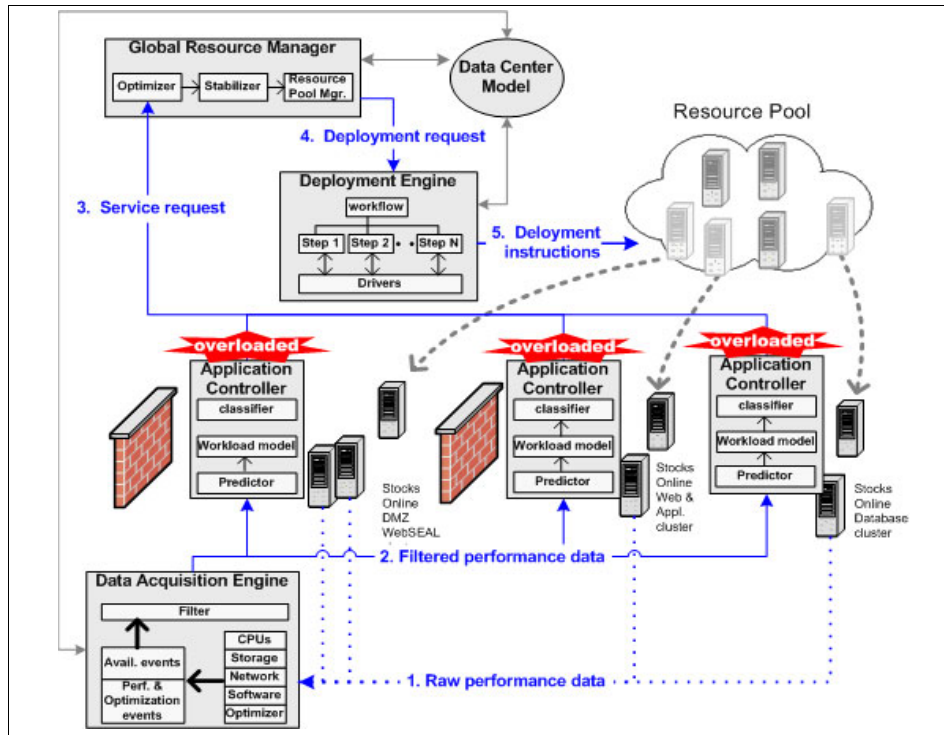 Global Resource Manager
Optimizer
Stabilizer
Resource
Pool Mgr.
Data Center
Model
Resource Pool
4. Deployment request
3. Service request
Deployment Engine
workflow
Step 1
Step 2
• •
Step N
Drivers
5. Deloyment
instructions
overloaded
Application
Controller
classifier
Workload model
Predictor
Stocks
Online
DMZ
WebSEAL
overloaded
Application
Controller
classifier
Workload model
Predictor
Stocks
Online
Web &
Appl.
cluster
overloaded
Application
Controller
classifier
Workload model
Predictor
Stocks
Online
Database
cluster
2. Filtered performance data
Data Acquisition Engine
Filter
Avail. events
Perf. &
Optimization
events
CPUs
Storage
Network
Software
Optimizer
1. Raw performance data